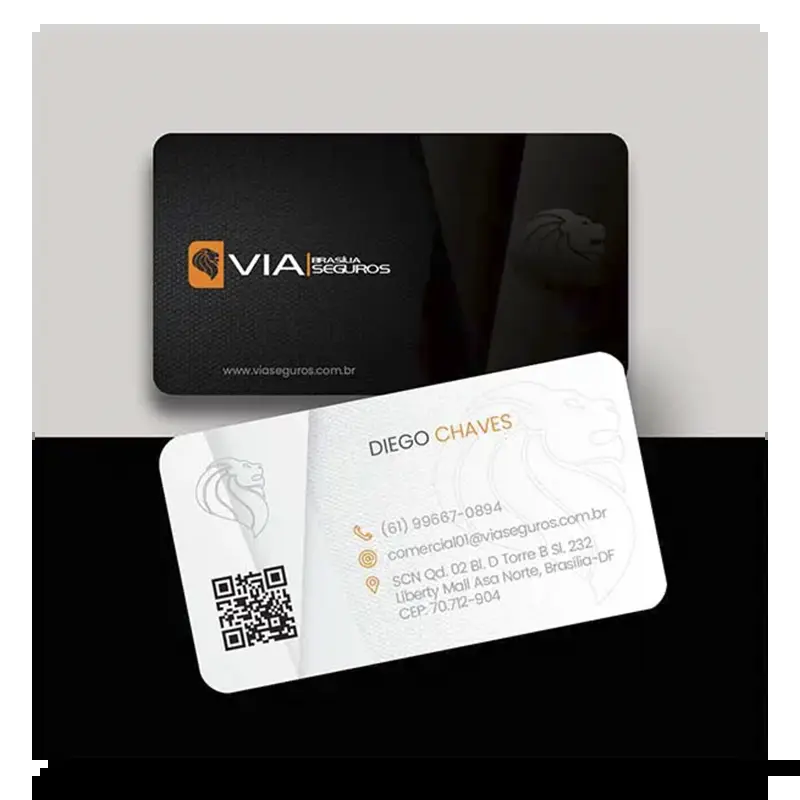 VIA BRASÍLIA SEGUROS
www.viaseguros.com.br
DIEGO CHAVES
(61) 99667-0894
comercial01@viaseguros.com.br
SCN Qd. 02 Bl. D Torre B Sl. 232
Liberty Mall Asa Norte, Brasília-DF
CEP: 70.712-904